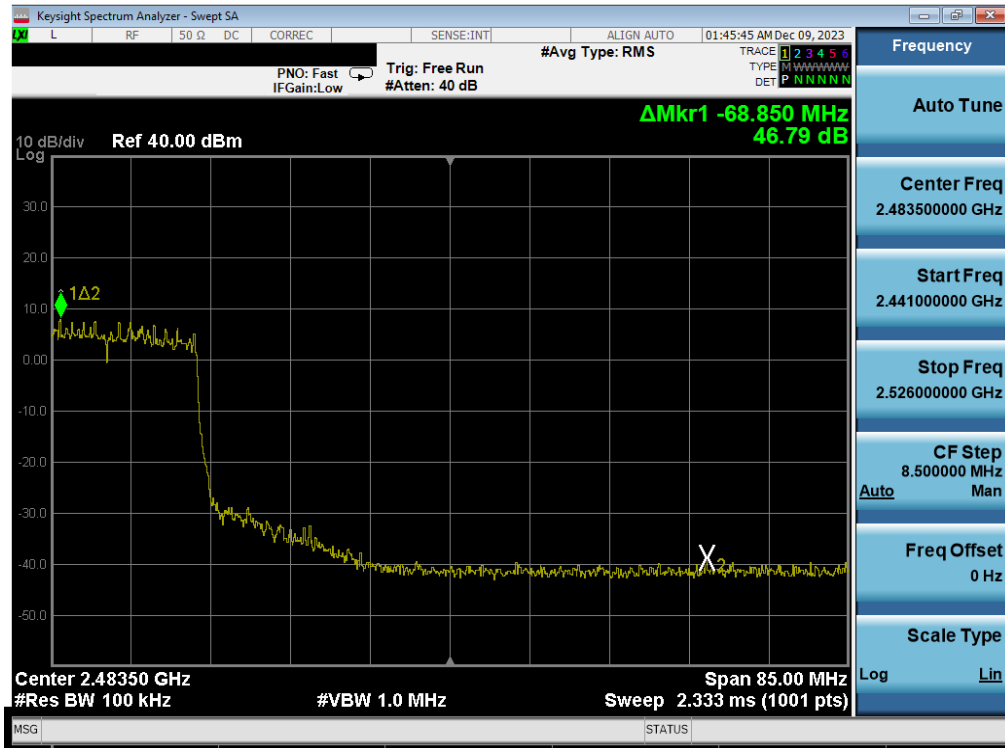 Keysight Spectrum Analyzer - Swept SA
LXI L RF 50 Ω DC CORREC SENSE:INT ALIGN AUTO 01:45:45 AM Dec 09, 2023
PNO: Fast
IFGain:Low
Trig: Free Run
#Atten: 40 dB
#Avg Type: RMS
TRACE 1 2 3 4 5 6
TYPE M WWWWW
DET P N N N N N
ΔMkr1 -68.850 MHz
46.79 dB
10 dB/div Ref 40.00 dBm
Log
30.0
20.0
10.0
0.00
-10.0
-20.0
-30.0
-40.0
-50.0
1Δ2
X2
Center 2.48350 GHz Span 85.00 MHz
#Res BW 100 kHz #VBW 1.0 MHz Sweep 2.333 ms (1001 pts)
MSG STATUS
Frequency
Auto Tune
Center Freq
2.483500000 GHz
Start Freq
2.441000000 GHz
Stop Freq
2.526000000 GHz
CF Step
8.500000 MHz
Auto Man
Freq Offset
0 Hz
Scale Type
Log Lin